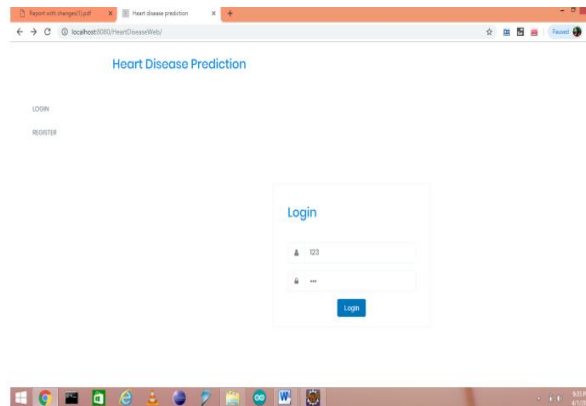 Report with changes(1).pdf
Heart disease prediction
localhost:8080/HeartDiseaseWeb/
Paused
Heart Disease Prediction
LOGIN
REGISTER
Login
123
•••
Login